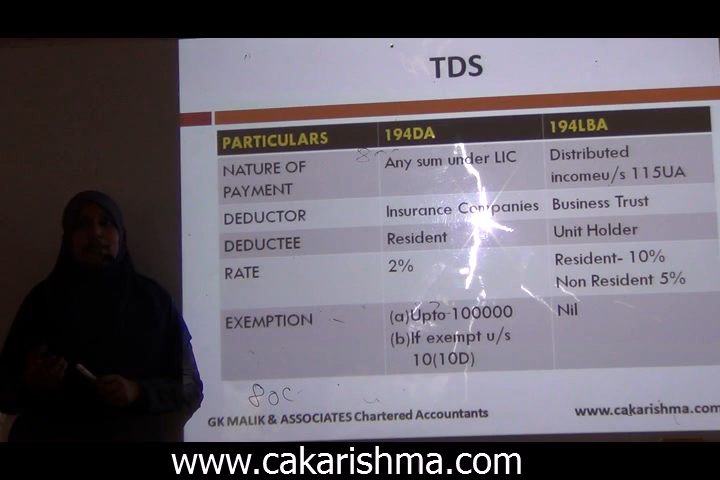 TDS
PARTICULARS 194DA 194LBA
NATURE OF PAYMENT Any sum under LIC Distributed incomeu/s 115UA
DEDUCTOR Insurance Companies Business Trust
DEDUCTEE Resident Unit Holder
RATE 2% Resident- 10% Non Resident 5%
EXEMPTION (a)Upto 100000 (b)If exempt u/s 10(10D) Nil
80C
GK MALIK & ASSOCIATES Chartered Accountants www.cakarishma.com
www.cakarishma.com